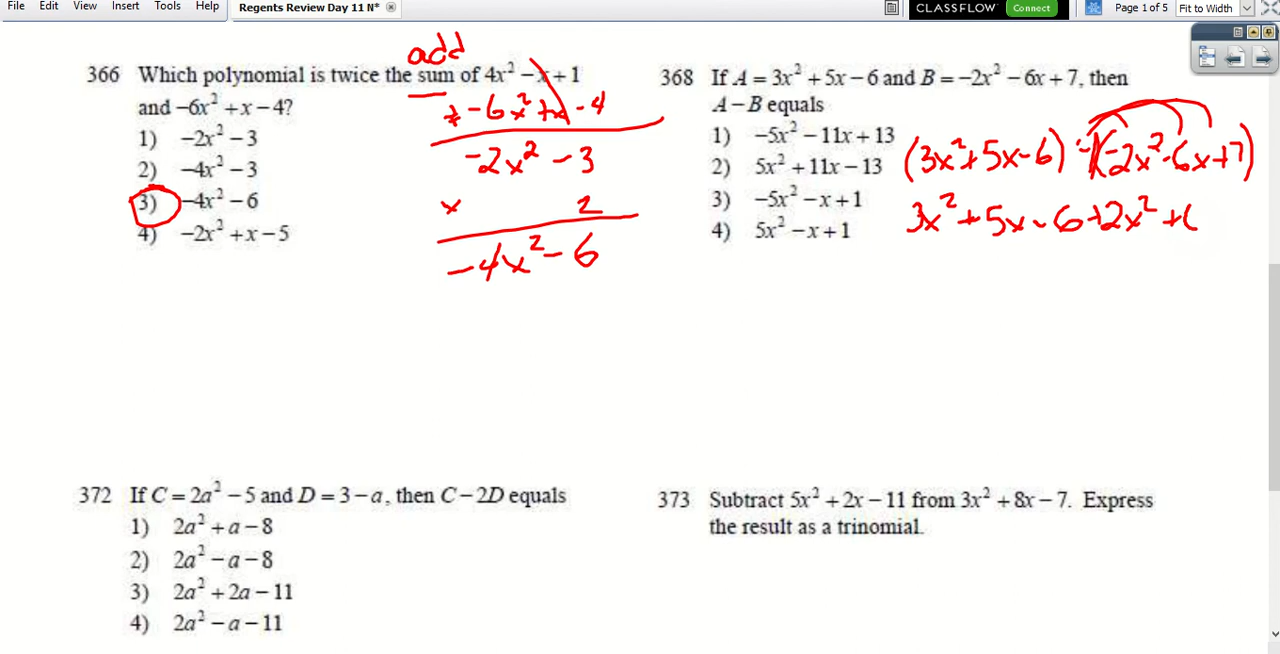 File Edit View Insert Tools Help Regents Review Day 11 N* CLASSFLOW Connect Page 1 of 5 Fit to Width
add
366 Which polynomial is twice the sum of 4x² − x + 1
and −6x² + x − 4?
1) −2x² − 3
2) −4x² − 3
3) −4x² − 6
4) −2x² + x − 5
+ -6x² + x - 4
-2x² - 3
x 2
-4x² - 6
368 If A = 3x² + 5x − 6 and B = −2x² − 6x + 7, then
A − B equals
1) −5x² − 11x + 13
2) 5x² + 11x − 13
3) −5x² − x + 1
4) 5x² − x + 1
(3x² + 5x - 6) - 1(-2x² - 6x + 7)
3x² + 5x - 6 + 2x² + 6
372 If C = 2a² − 5 and D = 3 − a, then C − 2D equals
1) 2a² + a − 8
2) 2a² − a − 8
3) 2a² + 2a − 11
4) 2a² − a − 11
373 Subtract 5x² + 2x − 11 from 3x² + 8x − 7. Express
the result as a trinomial.